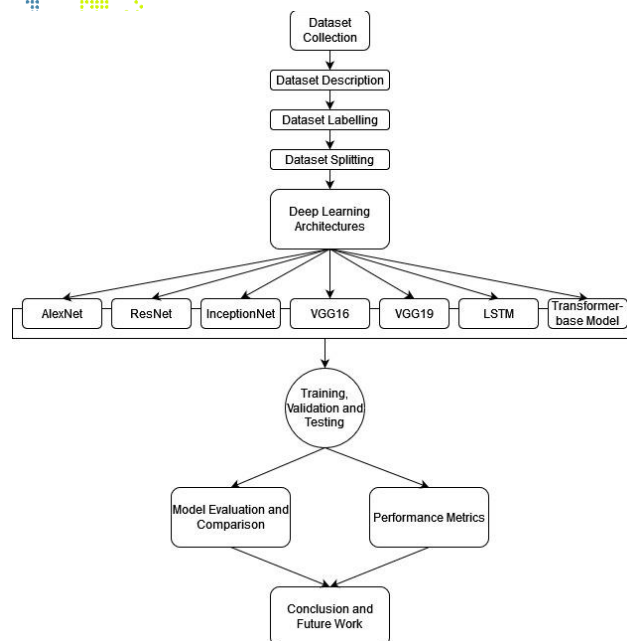 Dataset
Collection
Dataset Description
Dataset Labelling
Dataset Splitting
Deep Learning
Architectures
AlexNet
ResNet
InceptionNet
VGG16
VGG19
LSTM
Transformer-
base Model
Training,
Validation and
Testing
Model Evaluation and
Comparison
Performance Metrics
Conclusion and
Future Work